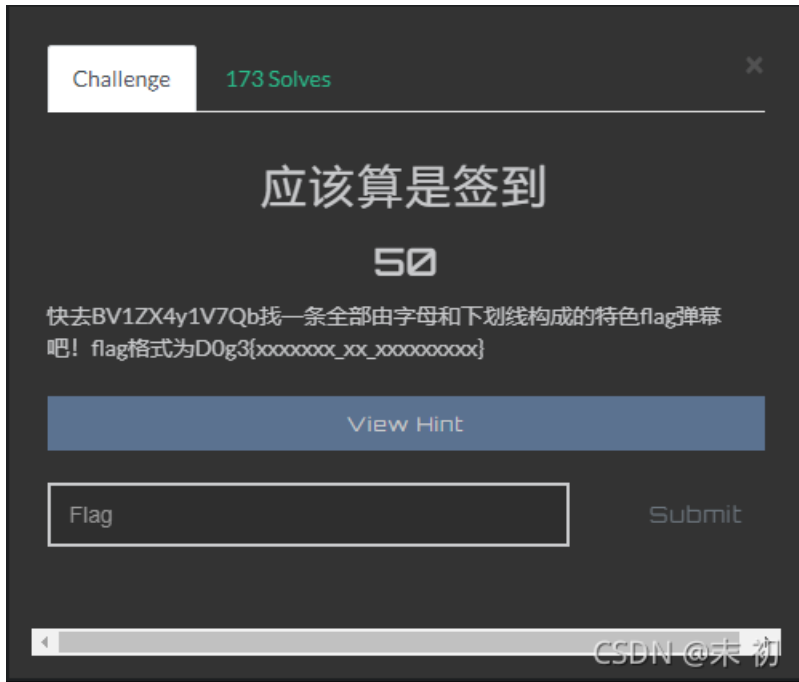 Challenge
173 Solves
×
应该算是签到
50
快去BV1ZX4y1V7Qb找一条全部由字母和下划线构成的特色flag弹幕
吧！flag格式为D0g3{xxxxxxx_xx_xxxxxxxxx}
View Hint
Flag
Submit
CSDN @末 初